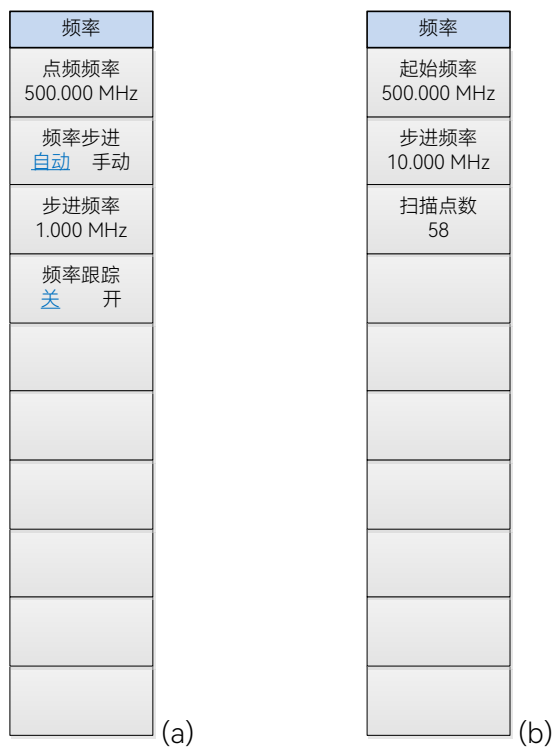 频率
点频频率
500.000 MHz
频率步进
自动 手动
步进频率
1.000 MHz
频率跟踪
关 开
(a)
频率
起始频率
500.000 MHz
步进频率
10.000 MHz
扫描点数
58
(b)